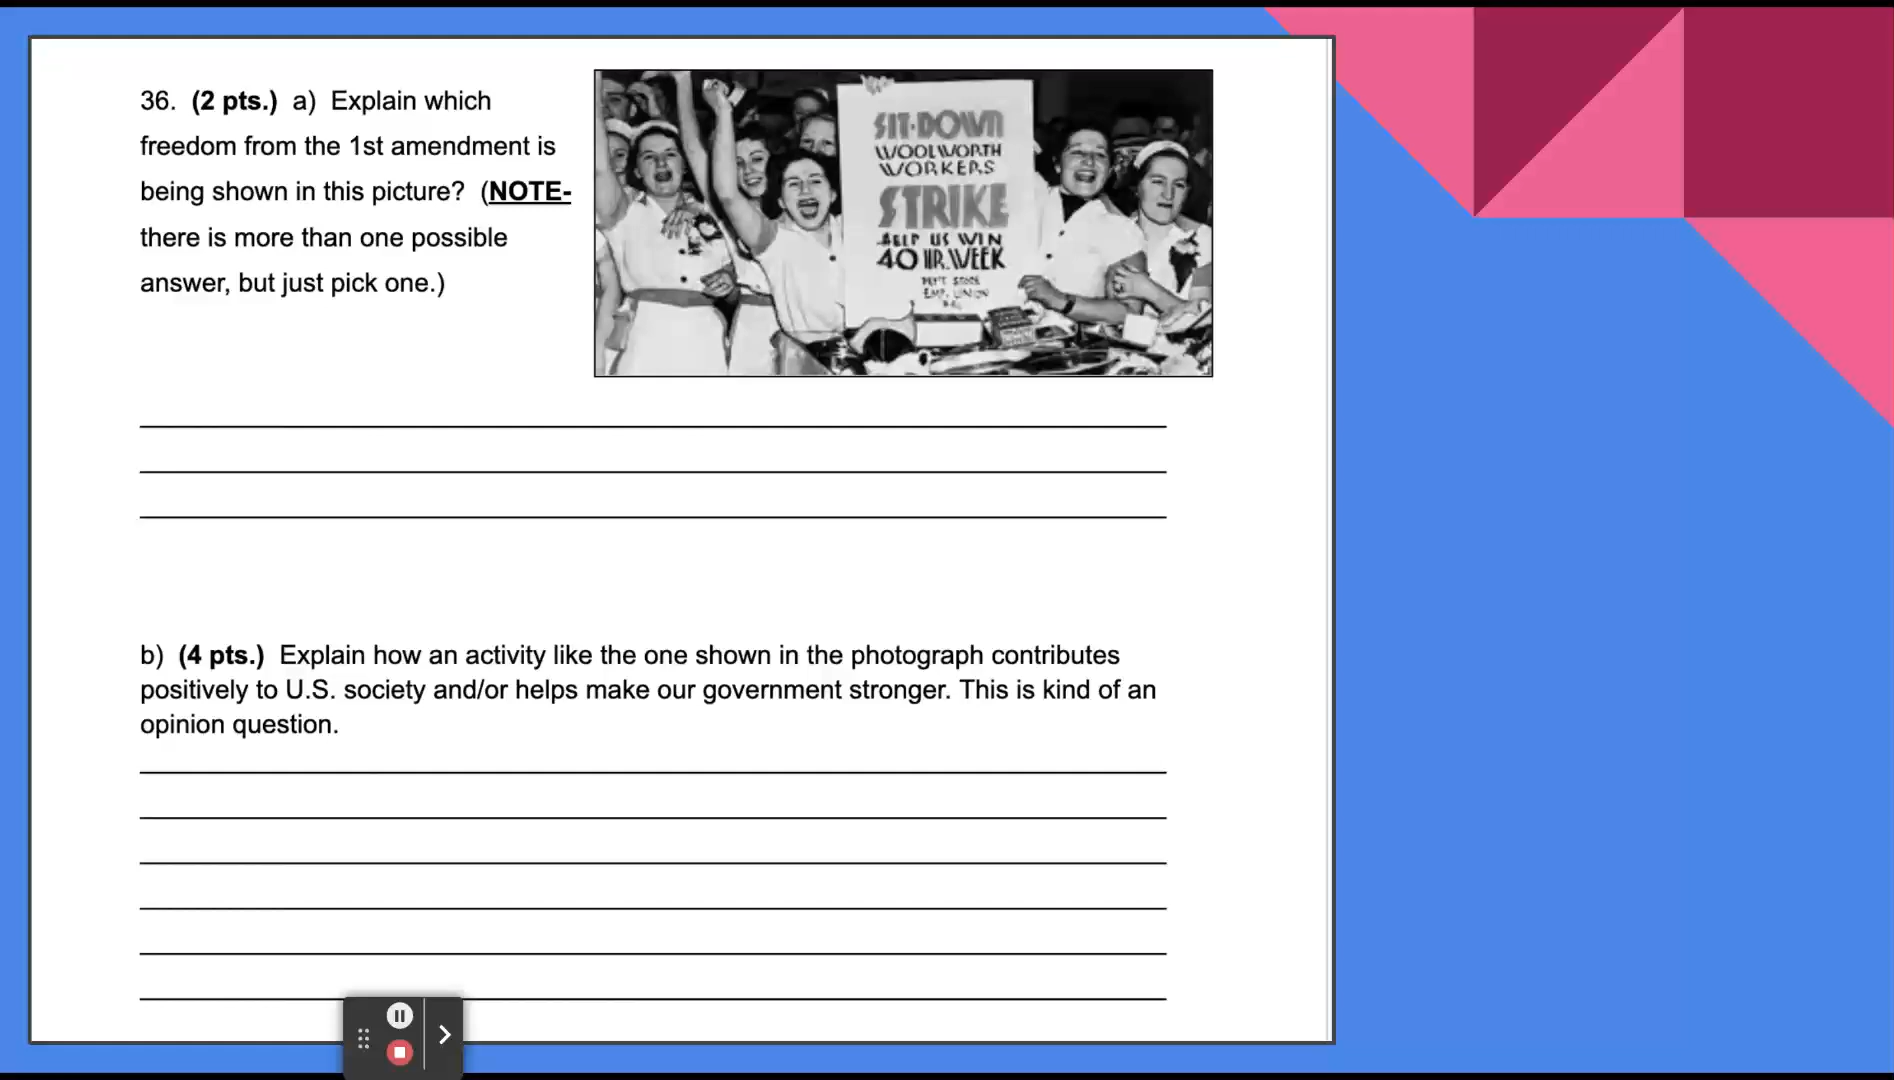 36. (2 pts.) a) Explain which
freedom from the 1st amendment is
being shown in this picture? (NOTE-
there is more than one possible
answer, but just pick one.)
SIT-DOWN
WOOLWORTH
WORKERS
STRIKE
HELP US WIN
40 HR. WEEK
EMP. UNION
b) (4 pts.) Explain how an activity like the one shown in the photograph contributes
positively to U.S. society and/or helps make our government stronger. This is kind of an
opinion question.